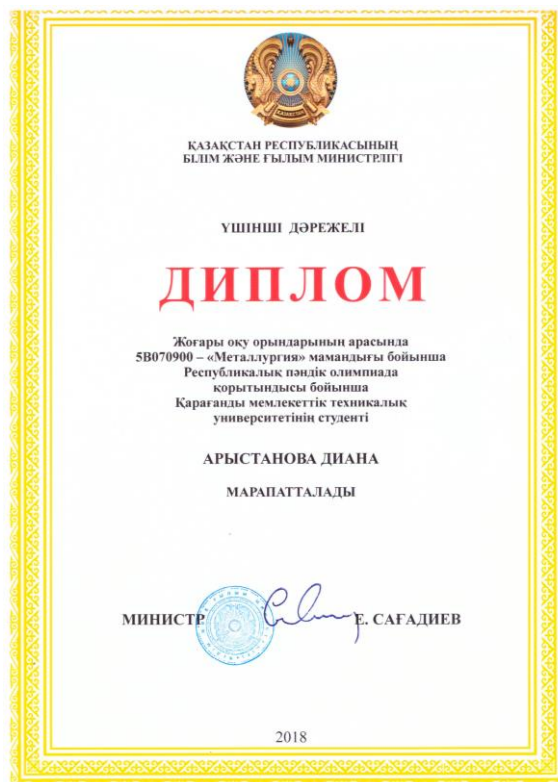 ҚАЗАҚСТАН
ҚАЗАҚСТАН РЕСПУБЛИКАСЫНЫҢ
БІЛІМ ЖӘНЕ ҒЫЛЫМ МИНИСТРЛІГІ
ҮШІНШІ ДӘРЕЖЕЛІ
ДИПЛОМ
Жоғары оқу орындарының арасында
5В070900 – «Металлургия» мамандығы бойынша
Республикалық пәндік олимпиада
қорытындысы бойынша
Қарағанды мемлекеттік техникалық
университетінің студенті
АРЫСТАНОВА ДИАНА
МАРАПАТТАЛАДЫ
МИНИСТР Е. САҒАДИЕВ
2018